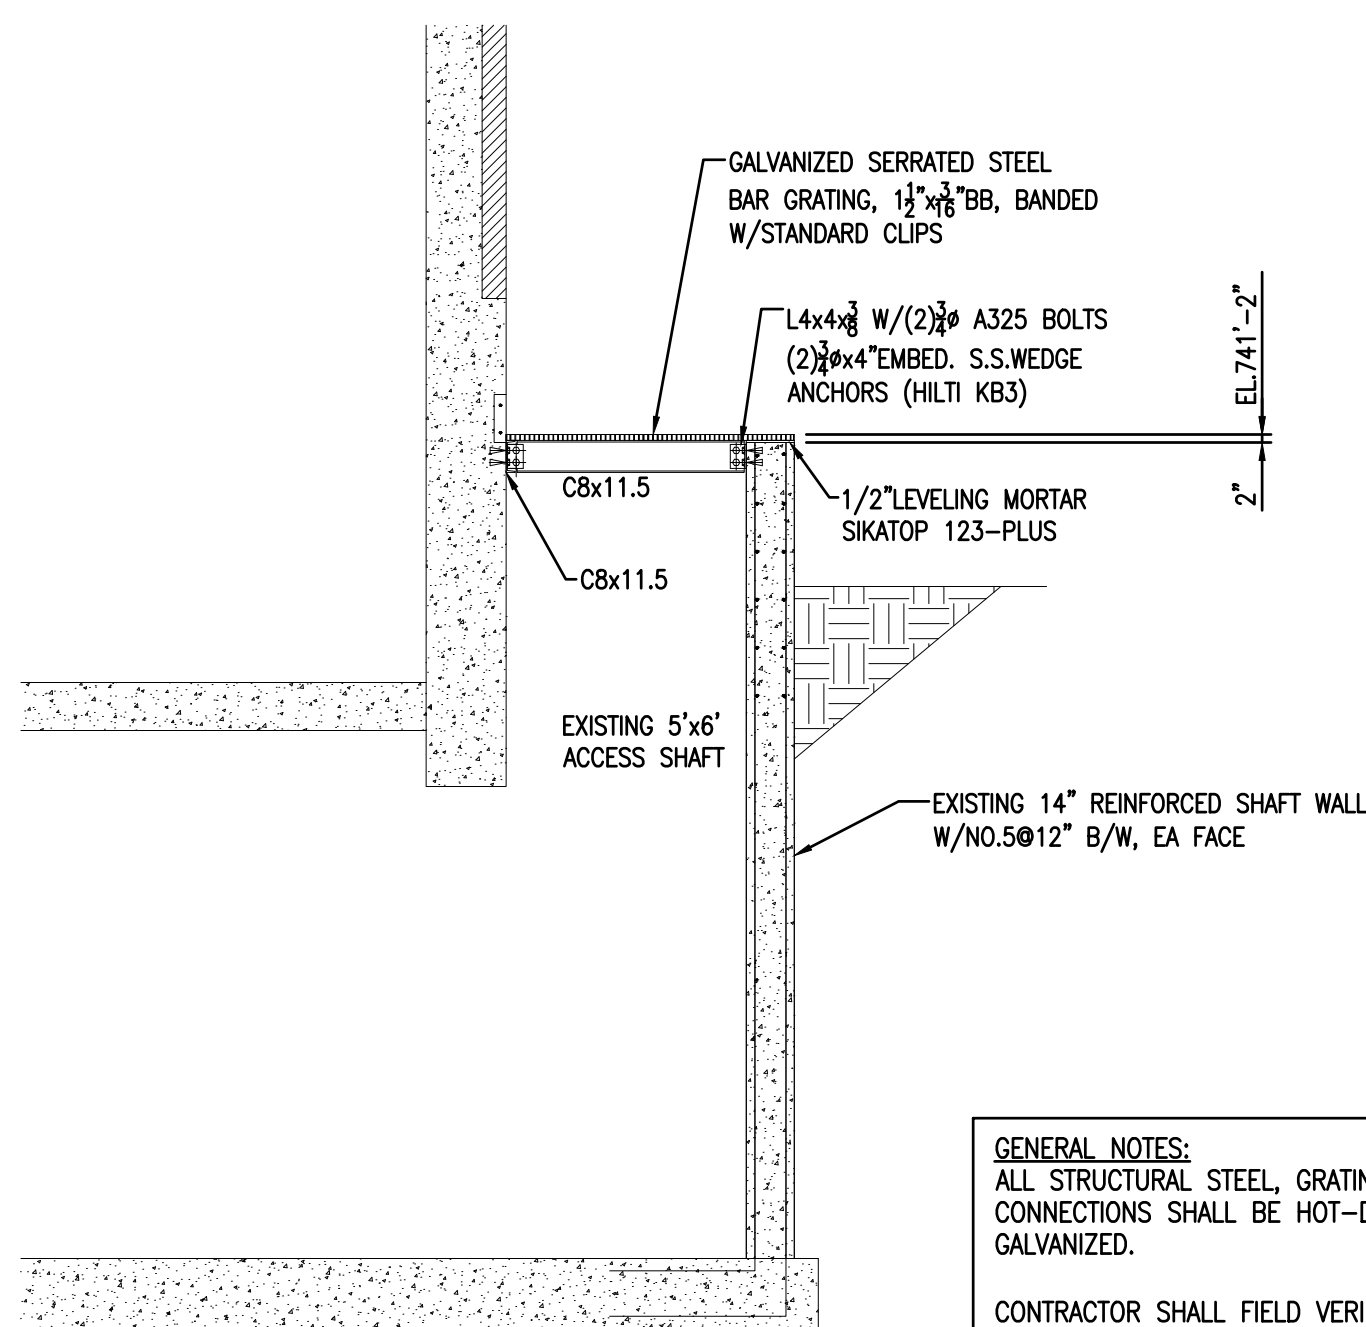 GALVANIZED SERRATED STEEL
BAR GRATING, 1 1/2"x3/16"BB, BANDED
W/STANDARD CLIPS
L4x4x3/8 W/(2)3/4ø A325 BOLTS
(2)3/4øx4"EMBED. S.S.WEDGE
ANCHORS (HILTI KB3)
EL.741'-2"
2"
C8x11.5
1/2"LEVELING MORTAR
SIKATOP 123-PLUS
C8x11.5
EXISTING 5'x6'
ACCESS SHAFT
EXISTING 14" REINFORCED SHAFT WALL
W/NO.5@12" B/W, EA FACE
GENERAL NOTES:
ALL STRUCTURAL STEEL, GRATIN
CONNECTIONS SHALL BE HOT-D
GALVANIZED.
CONTRACTOR SHALL FIELD VERI